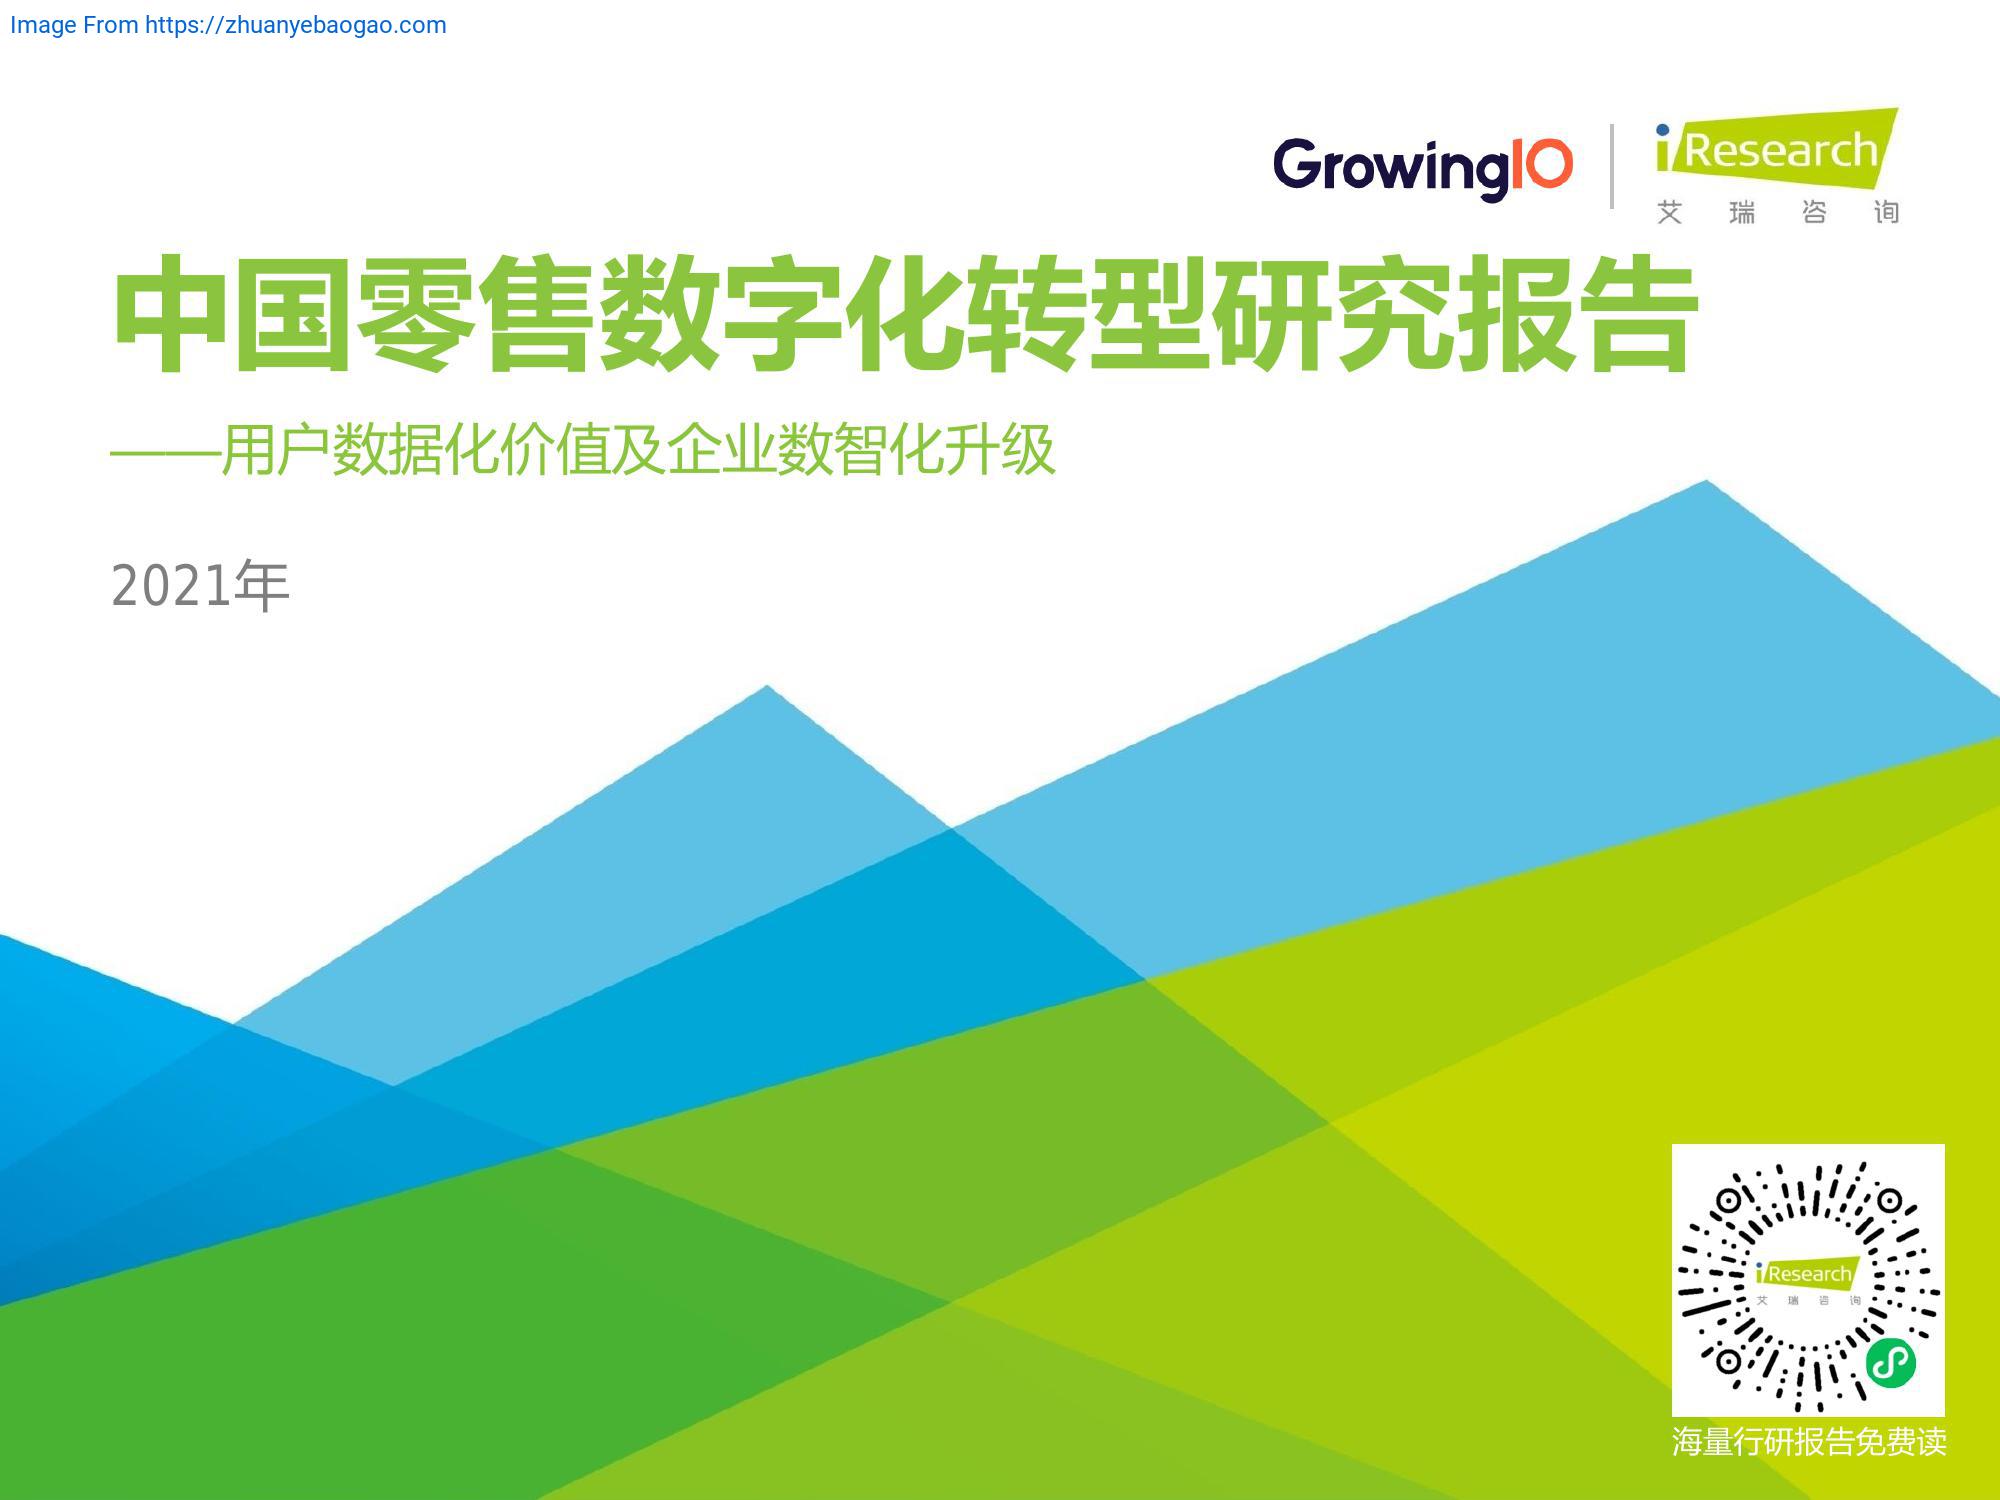 Image From https://zhuanyebaogao.com
GrowingIO
iResearch
艾瑞咨询
中国零售数字化转型研究报告
——用户数据化价值及企业数智化升级
2021年
iResearch
艾瑞咨询
海量行研报告免费读